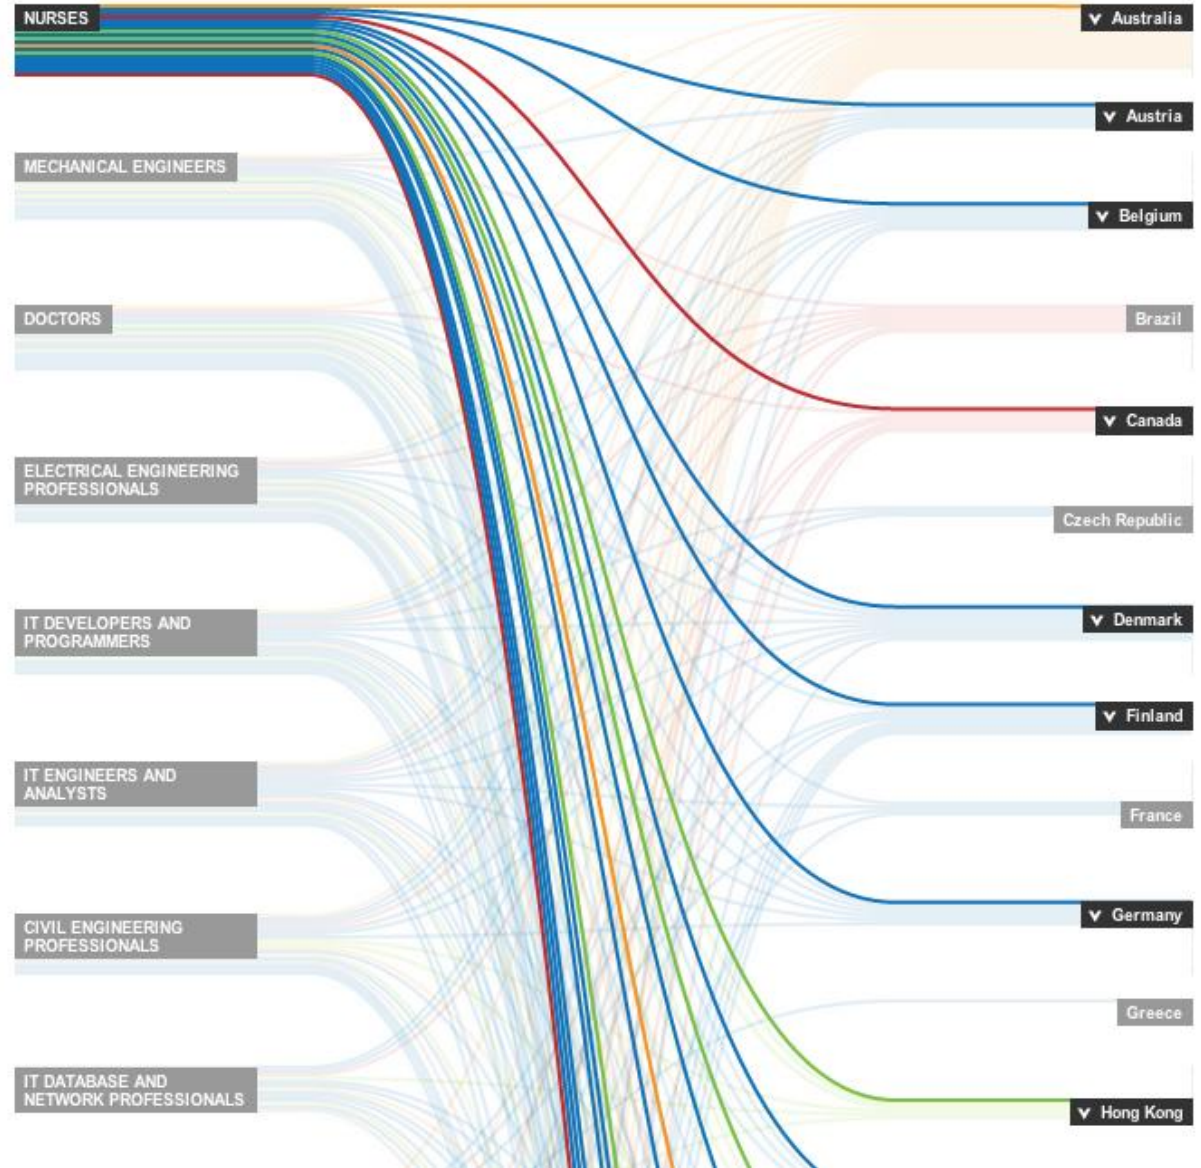 NURSES
MECHANICAL ENGINEERS
DOCTORS
ELECTRICAL ENGINEERING
PROFESSIONALS
IT DEVELOPERS AND
PROGRAMMERS
IT ENGINEERS AND
ANALYSTS
CIVIL ENGINEERING
PROFESSIONALS
IT DATABASE AND
NETWORK PROFESSIONALS
Australia
Austria
Belgium
Brazil
Canada
Czech Republic
Denmark
Finland
France
Germany
Greece
Hong Kong